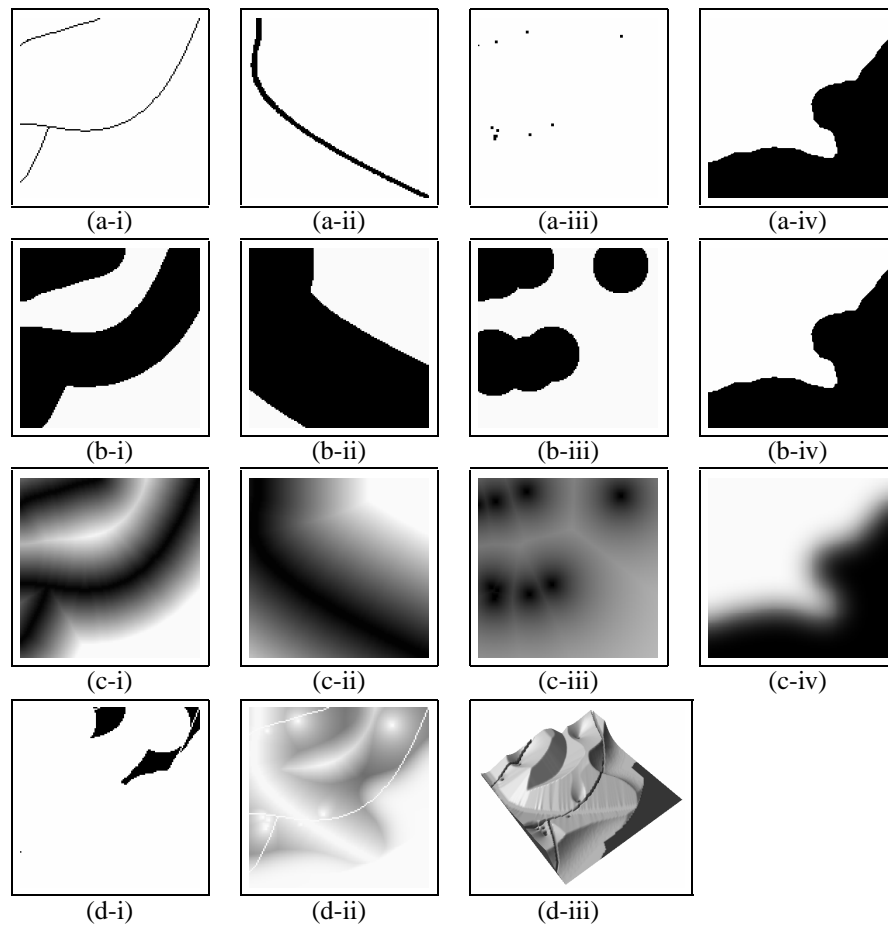 (a-i) (a-ii) (a-iii) (a-iv)
(b-i) (b-ii) (b-iii) (b-iv)
(c-i) (c-ii) (c-iii) (c-iv)
(d-i) (d-ii) (d-iii)